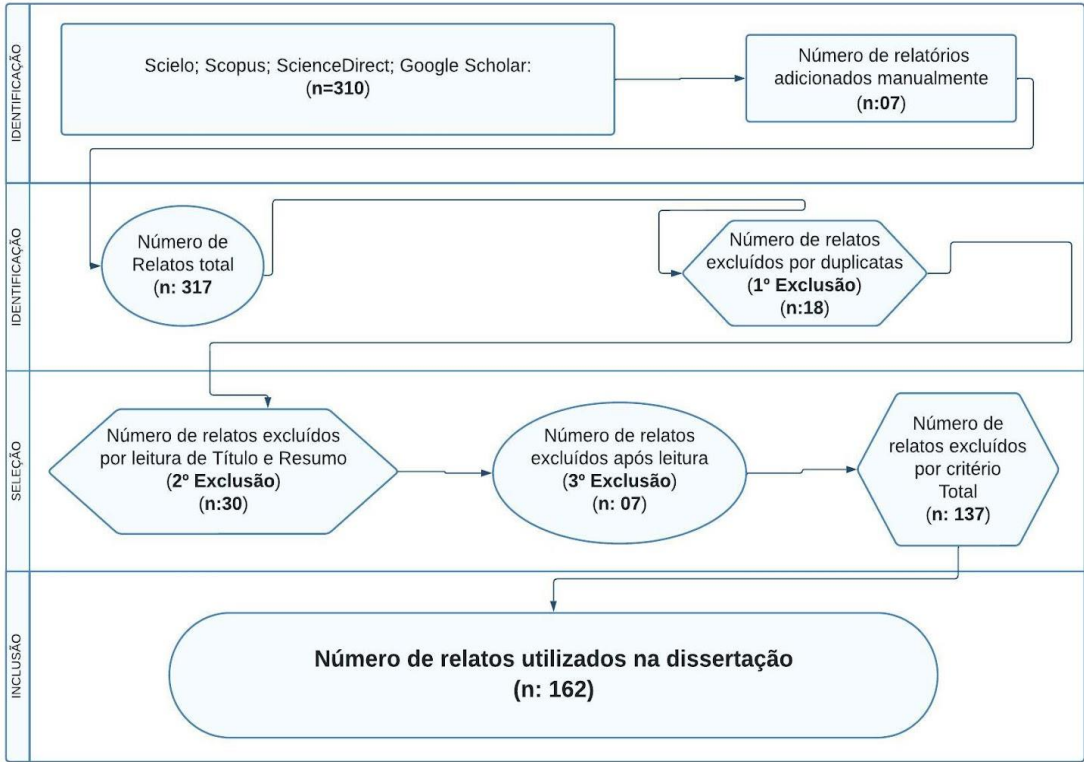 IDENTIFICAÇÃO
Scielo; Scopus; ScienceDirect; Google Scholar:
(n=310)
Número de relatórios
adicionados manualmente
(n:07)
IDENTIFICAÇÃO
Número de
Relatos total
(n: 317)
Número de relatos
excluídos por duplicatas
(1º Exclusão)
(n:18)
SELEÇÃO
Número de relatos excluídos
por leitura de Título e Resumo
(2º Exclusão)
(n:30)
Número de relatos
excluídos após leitura
(3º Exclusão)
(n: 07)
Número de
relatos excluídos
por critério
Total
(n: 137)
INCLUSÃO
Número de relatos utilizados na dissertação
(n: 162)